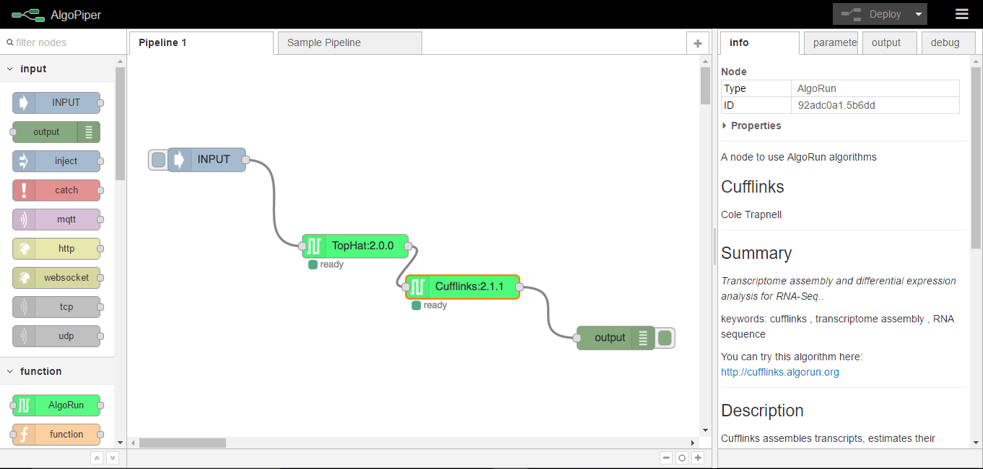 AlgoPiper
Deploy
filter nodes
Pipeline 1
Sample Pipeline
+
info
paramete
output
debug
input
INPUT
output
inject
catch
mqtt
http
websocket
tcp
udp
function
AlgoRun
function
INPUT
TopHat:2.0.0
ready
Cufflinks:2.1.1
ready
output
Node
Type AlgoRun
ID 92adc0a1.5b6dd
Properties
A node to use AlgoRun algorithms
Cufflinks
Cole Trapnell
Summary
Transcriptome assembly and differential expression
analysis for RNA-Seq..
keywords: cufflinks , transcriptome assembly , RNA
sequence
You can try this algorithm here:
http://cufflinks.algorun.org
Description
Cufflinks assembles transcripts, estimates their